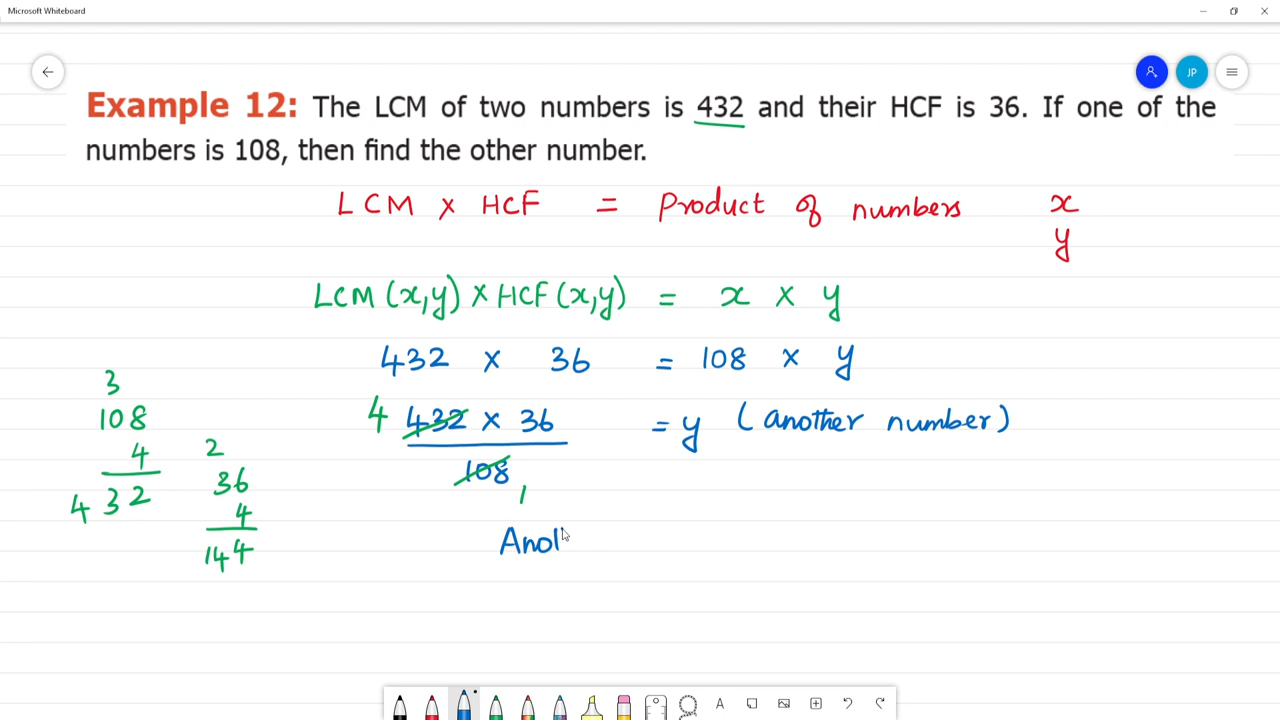 Microsoft Whiteboard
JP
Example 12: The LCM of two numbers is 432 and their HCF is 36. If one of the
numbers is 108, then find the other number.
LCM x HCF = Product of numbers x
y
LCM (x,y) x HCF (x,y) = x x y
432 x 36 = 108 x y
4 432 x 36 = y (another number)
108
1
3
108
4
432
2
36
4
144
Anot
A